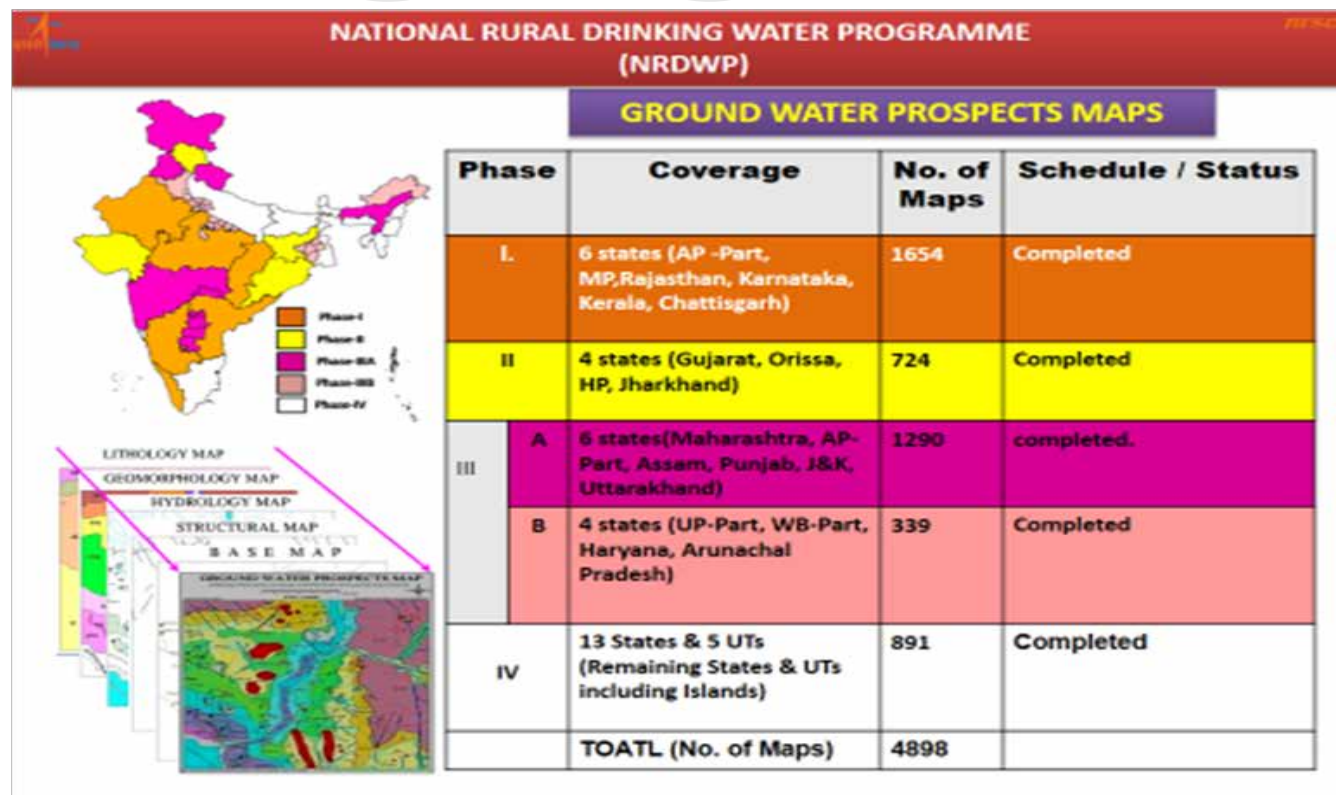 NATIONAL RURAL DRINKING WATER PROGRAMME
(NRDWP)
GROUND WATER PROSPECTS MAPS
Phase-I
Phase-II
Phase-IIIA
Phase-IIIB
Phase-IV
LITHOLOGY MAP
GEOMORPHOLOGY MAP
HYDROLOGY MAP
STRUCTURAL MAP
BASE MAP
GROUND WATER PROSPECTS MAP
Phase Coverage No. of Maps Schedule / Status
I. 6 states (AP -Part, 1654 Completed
MP,Rajasthan, Karnataka,
Kerala, Chattisgarh)
II 4 states (Gujarat, Orissa, 724 Completed
HP, Jharkhand)
III A 6 states(Maharashtra, AP- 1290 completed.
Part, Assam, Punjab, J&K,
Uttarakhand)
B 4 states (UP-Part, WB-Part, 339 Completed
Haryana, Arunachal
Pradesh)
IV 13 States & 5 UTs 891 Completed
(Remaining States & UTs
including Islands)
TOATL (No. of Maps) 4898